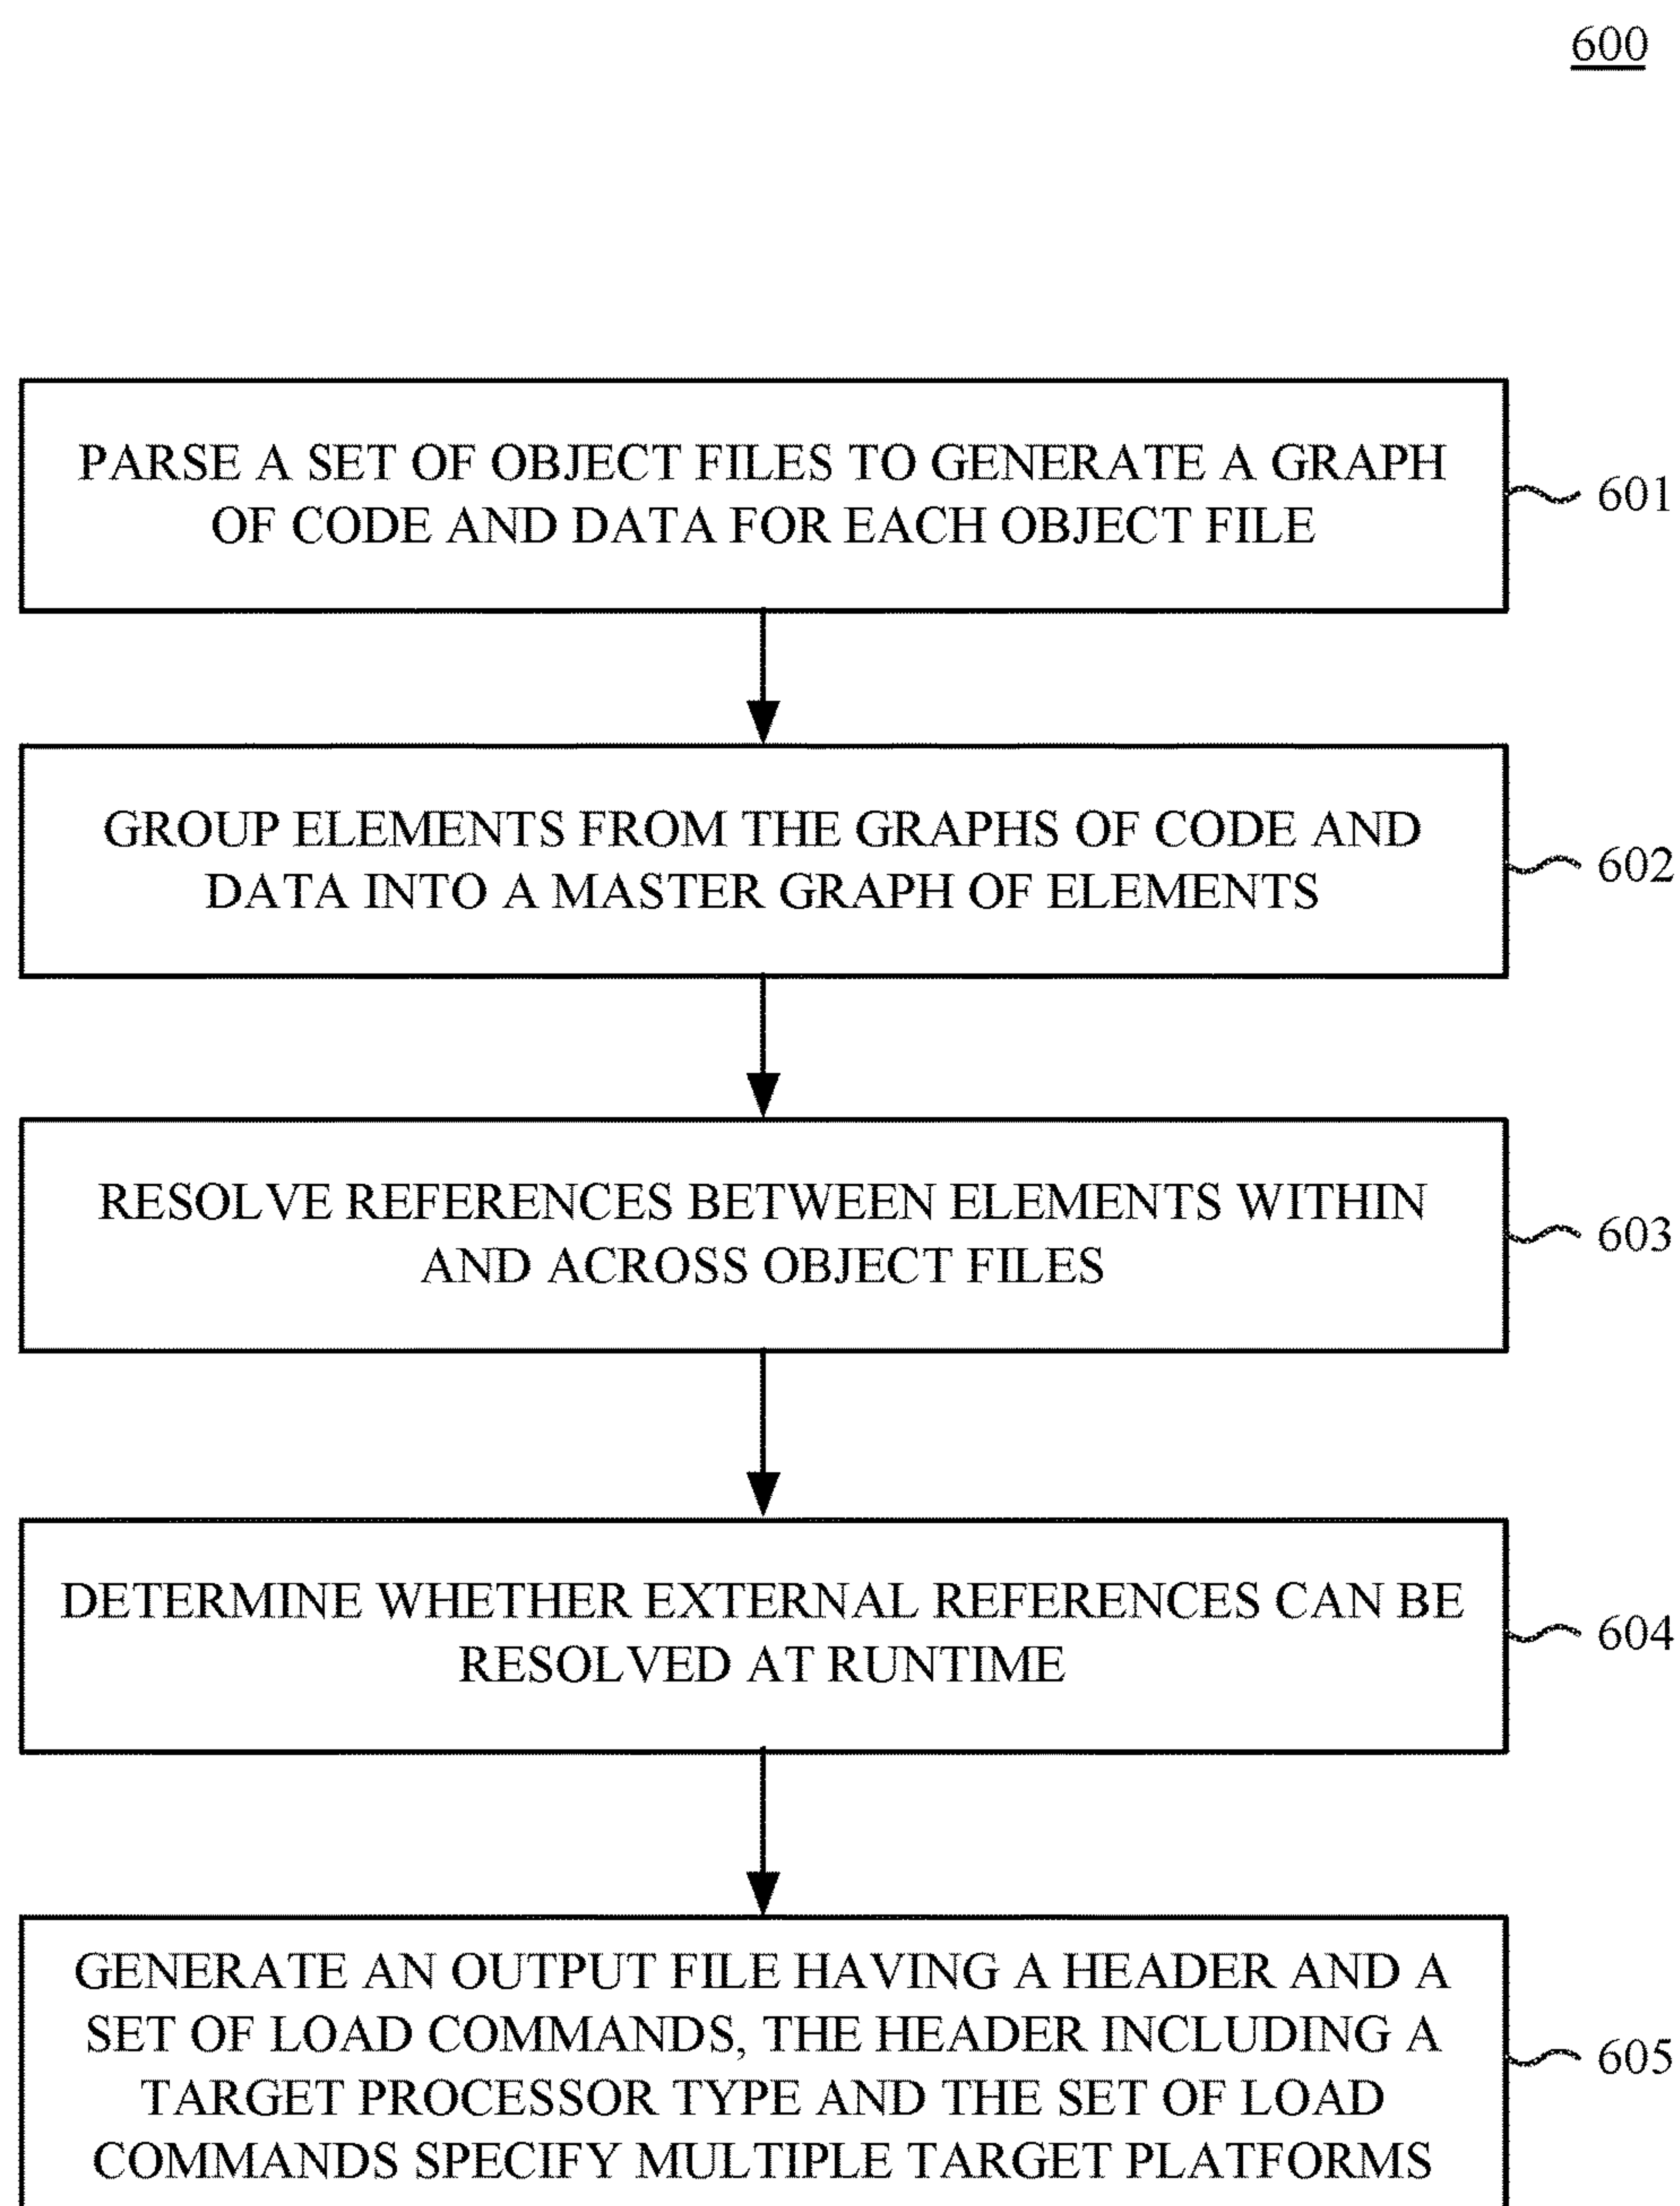 600
PARSE A SET OF OBJECT FILES TO GENERATE A GRAPH
OF CODE AND DATA FOR EACH OBJECT FILE
601
GROUP ELEMENTS FROM THE GRAPHS OF CODE AND
DATA INTO A MASTER GRAPH OF ELEMENTS
602
RESOLVE REFERENCES BETWEEN ELEMENTS WITHIN
AND ACROSS OBJECT FILES
603
DETERMINE WHETHER EXTERNAL REFERENCES CAN BE
RESOLVED AT RUNTIME
604
GENERATE AN OUTPUT FILE HAVING A HEADER AND A
SET OF LOAD COMMANDS, THE HEADER INCLUDING A
TARGET PROCESSOR TYPE AND THE SET OF LOAD
COMMANDS SPECIFY MULTIPLE TARGET PLATFORMS
605